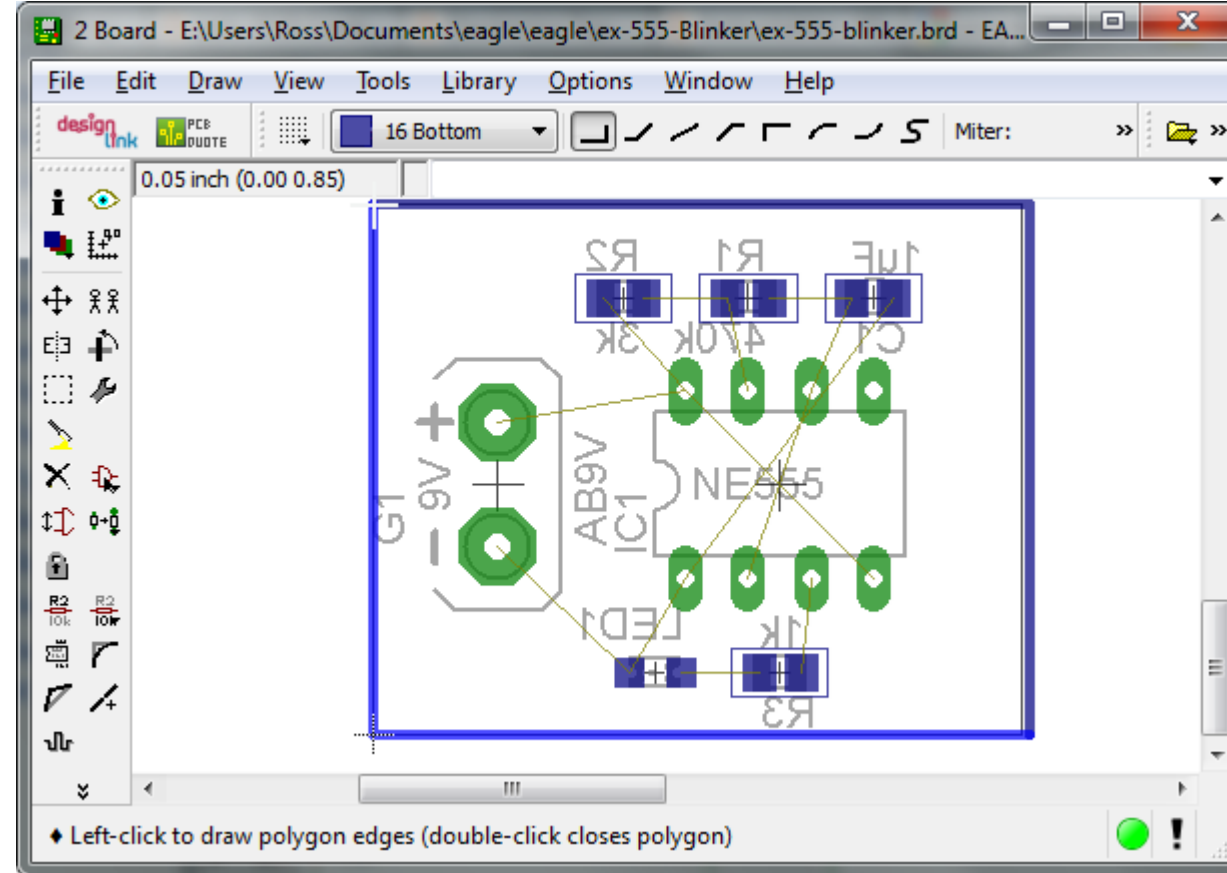 2 Board - E:\Users\Ross\Documents\eagle\eagle\ex-555-Blinker\ex-555-blinker.brd - EA...
File Edit Draw View Tools Library Options Window Help
design link PCB QUOTE 16 Bottom Miter: »
0.05 inch (0.00 0.85)
R2 R1 1uF
3k 470k C1
+
G1
9V
-
AB9V
IC1
NE555
LED1
1k
R3
R2 R2
10k 10k
Left-click to draw polygon edges (double-click closes polygon)